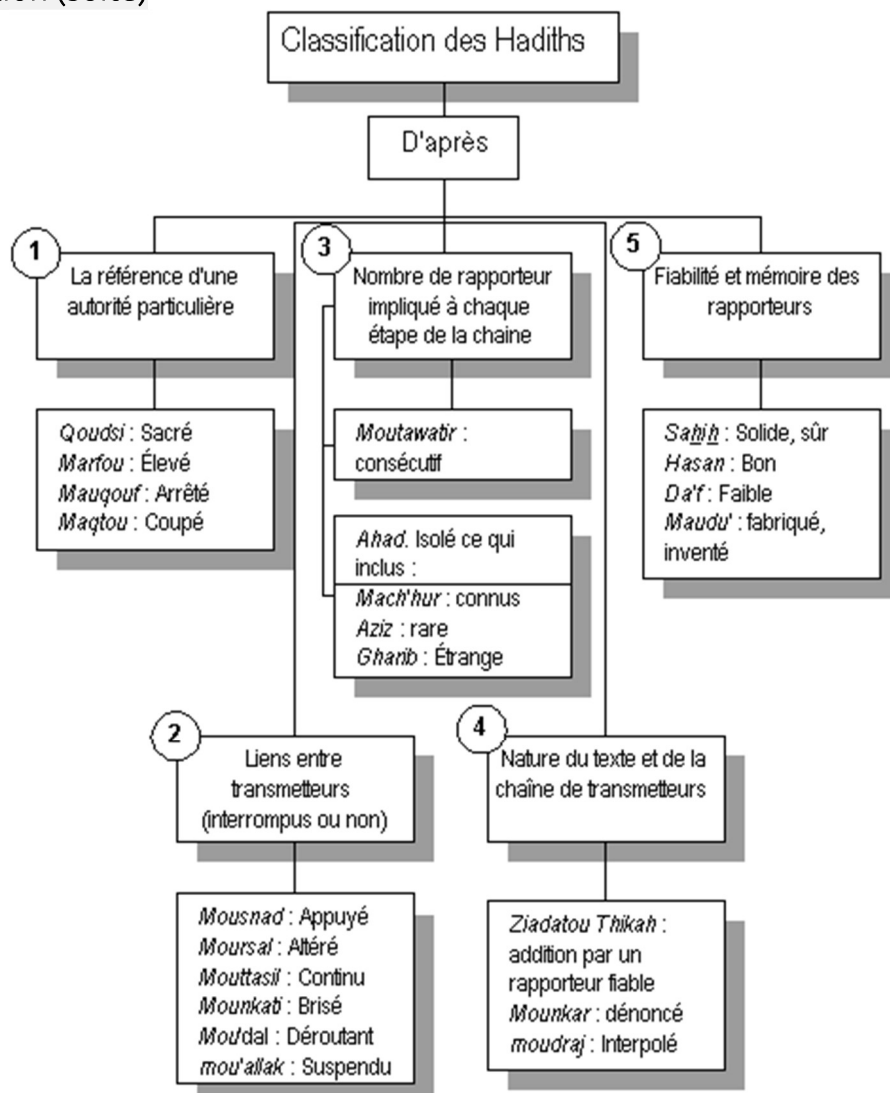 Classification des Hadiths
D'après
1
La référence d'une
autorité particulière
Qoudsi : Sacré
Marfou : Élevé
Mauqouf : Arrêté
Maqtou : Coupé
3
Nombre de rapporteur
impliqué à chaque
étape de la chaine
Moutawatir :
consécutif
Ahad. Isolé ce qui
inclus :
Mach'hur : connus
Aziz : rare
Gharib : Étrange
5
Fiabilité et mémoire des
rapporteurs
Sahih : Solide, sûr
Hasan : Bon
Da'f : Faible
Maudu' : fabriqué,
inventé
2
Liens entre
transmetteurs
(interrompus ou non)
Mousnad : Appuyé
Moursal : Altéré
Mouttasil : Continu
Mounkati : Brisé
Mou'dal : Déroutant
mou'allak : Suspendu
4
Nature du texte et de la
chaîne de transmetteurs
Ziadatou Thikah :
addition par un
rapporteur fiable
Mounkar : dénoncé
moudraj : Interpolé